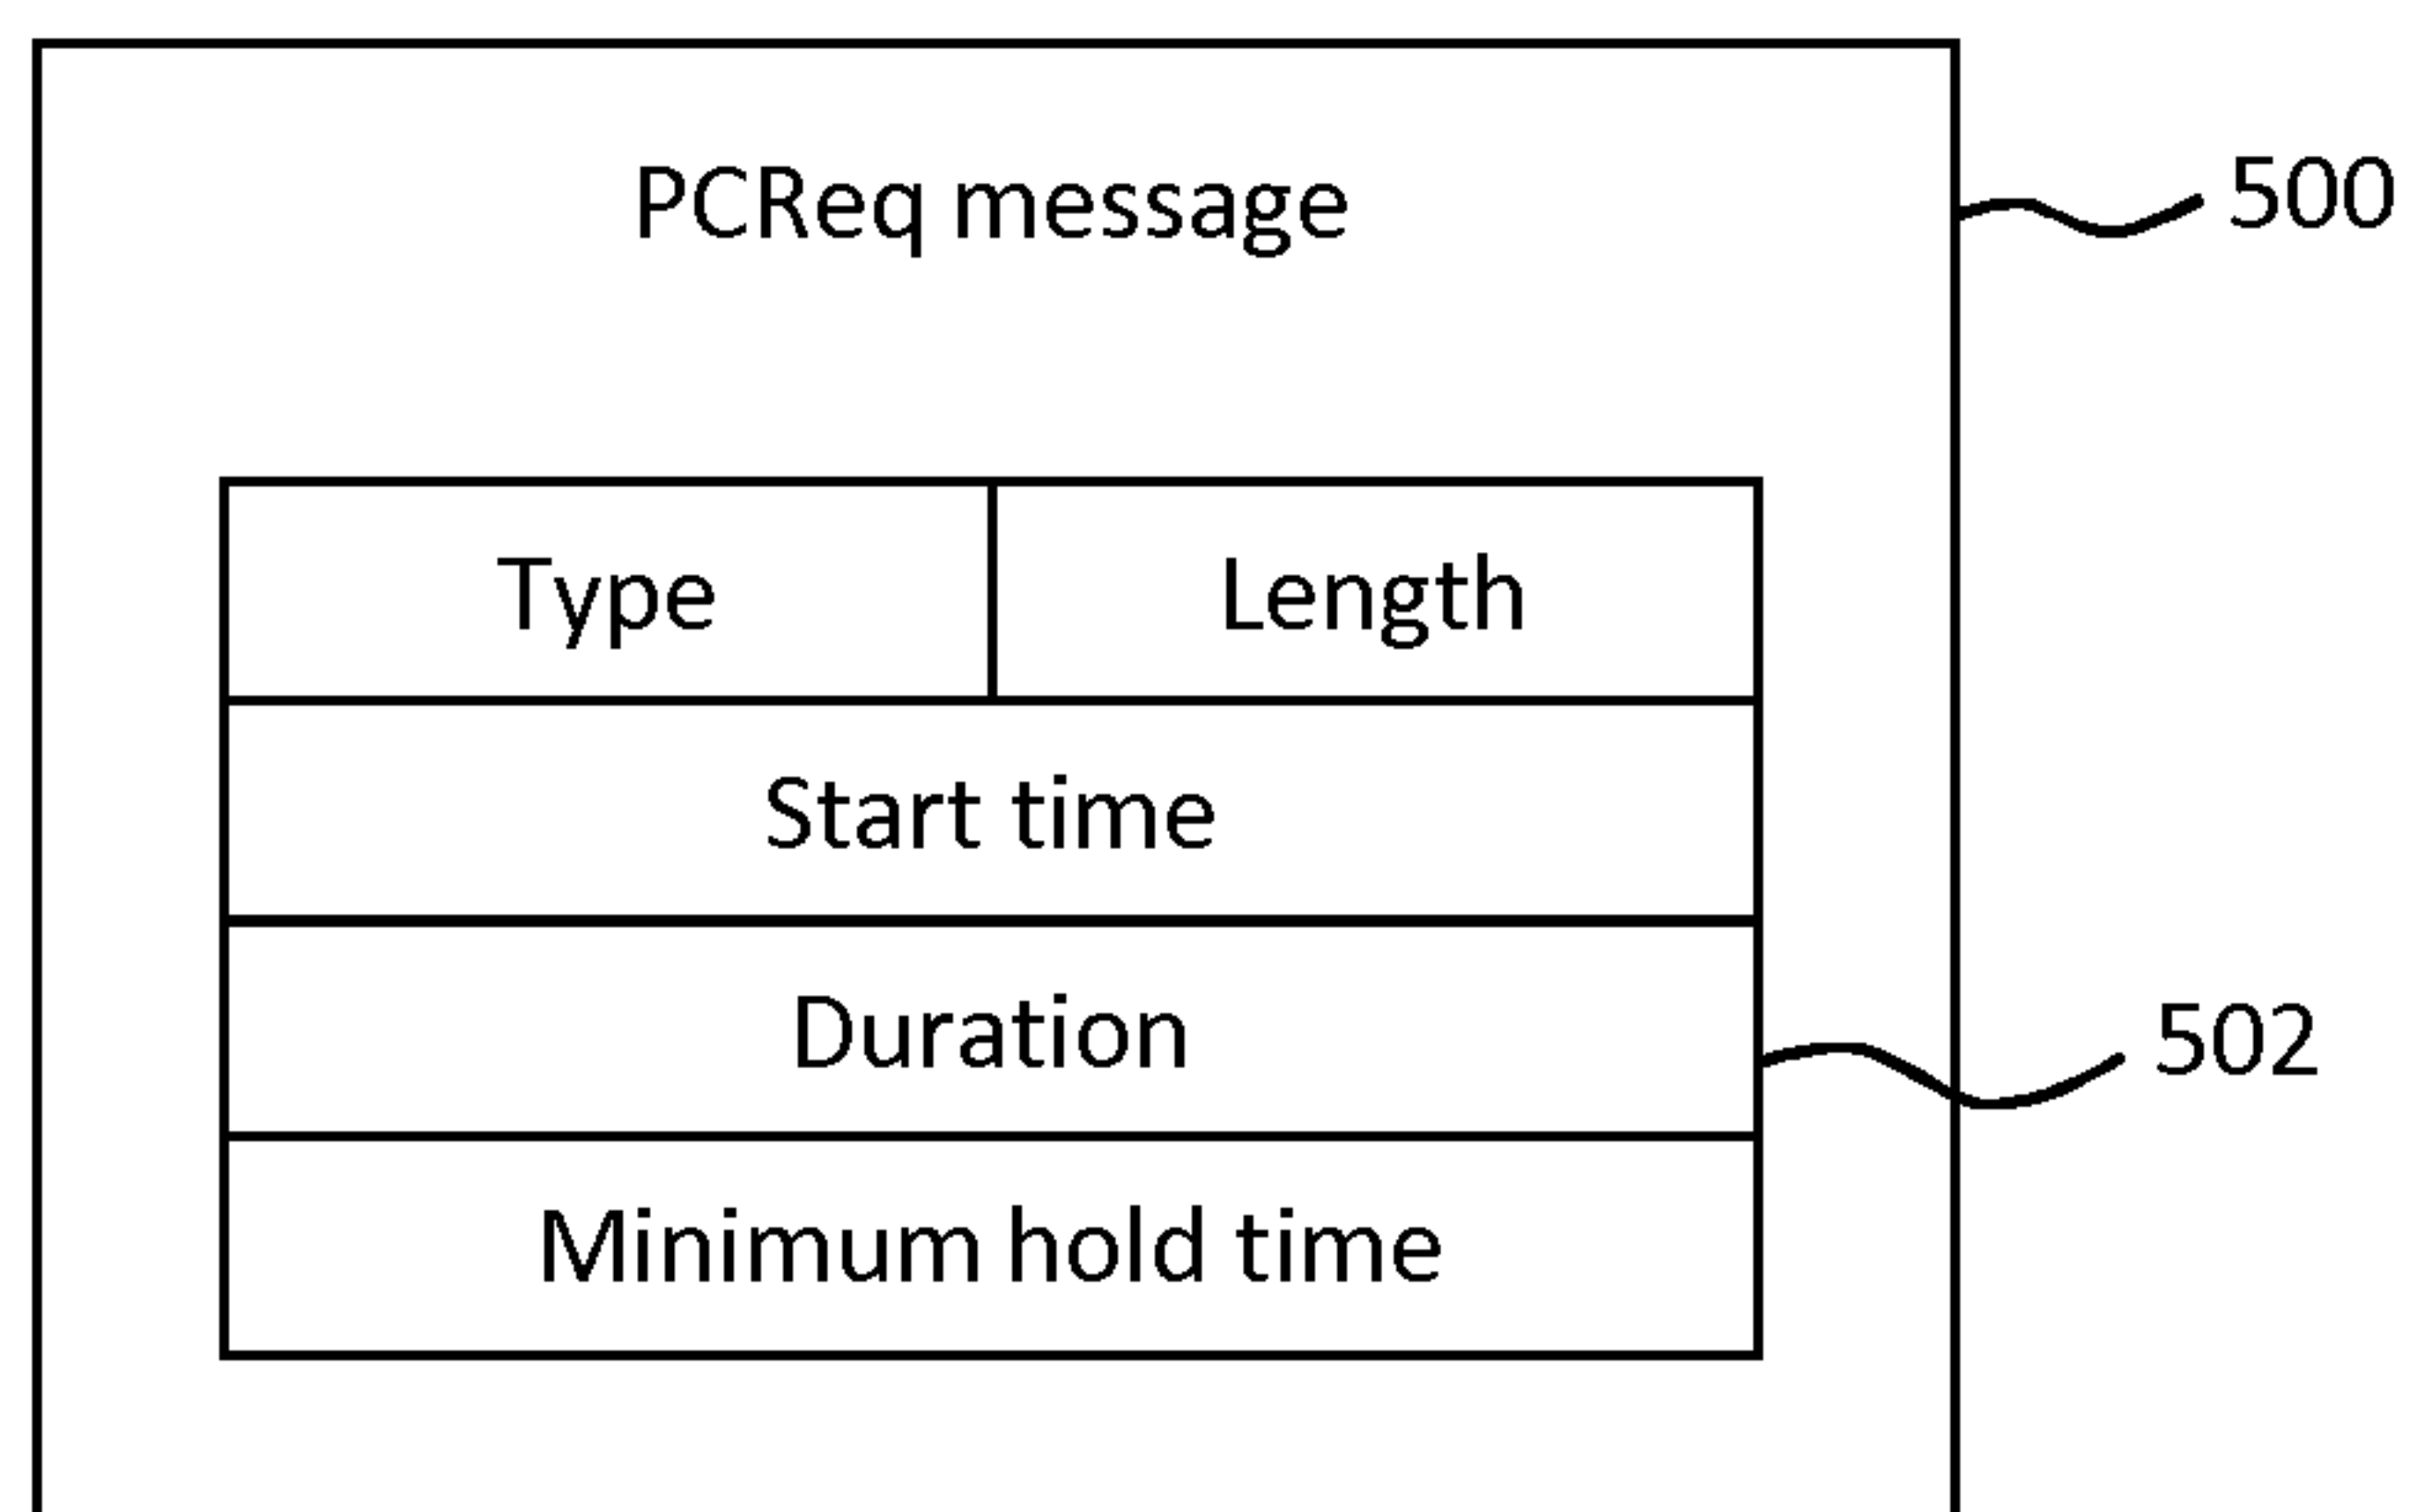 PCReq message
500
Type
Length
Start time
Duration
502
Minimum hold time